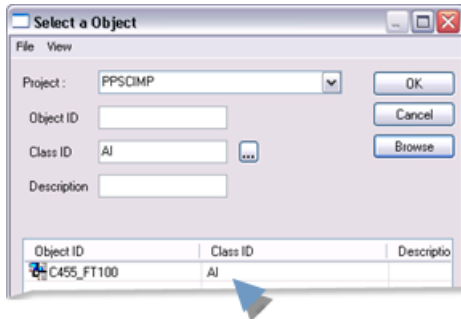 Select a Object
File View
Project : PPSCIMP OK
Object ID Cancel
Class ID AI ... Browse
Description
Object ID Class ID Descriptio
C455_FT100 AI